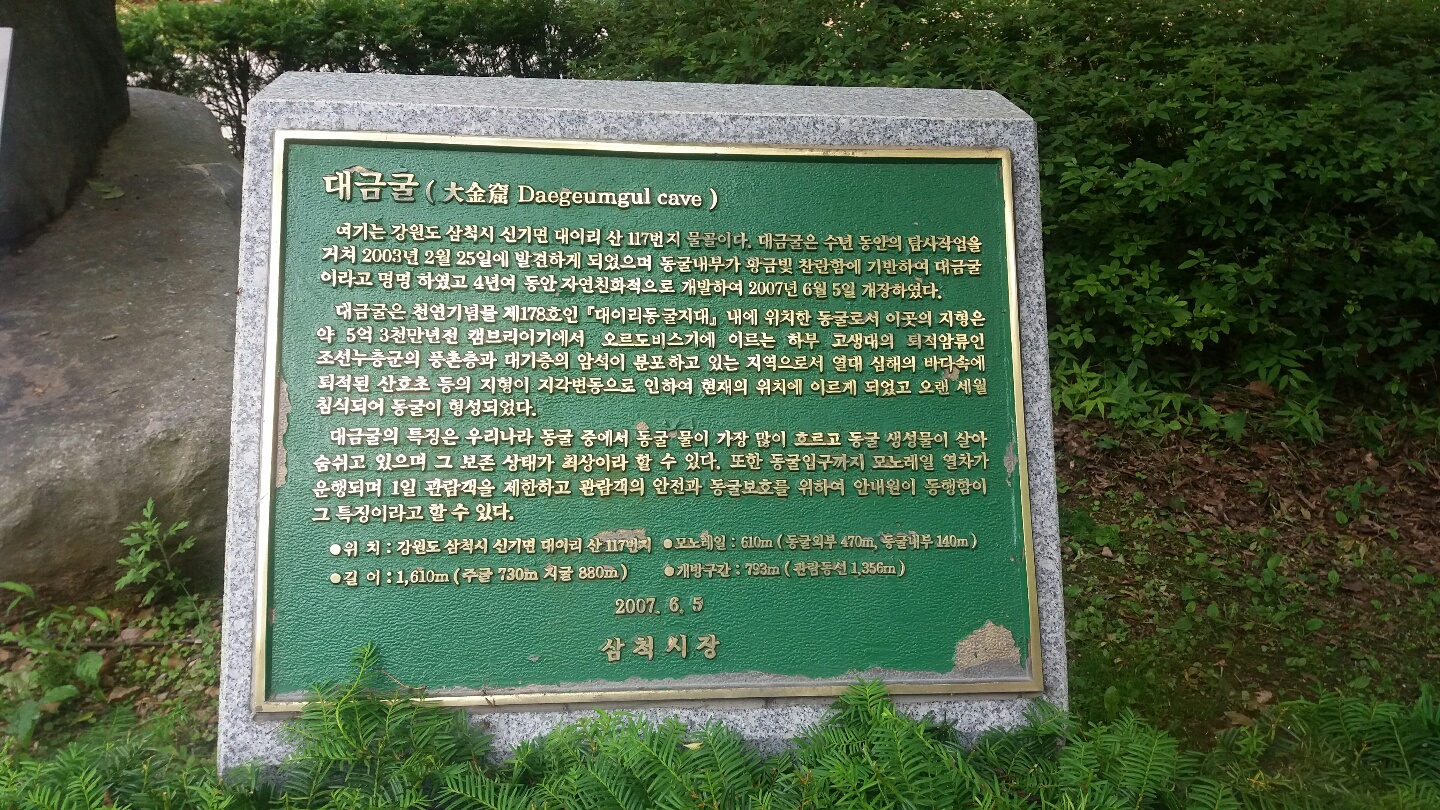 대금굴 ( 大金窟 Daegeumgul cave )
여기는 강원도 삼척시 신기면 대이리 산 117번지 물골이다. 대금굴은 수년 동안의 탐사작업을
거쳐 2003년 2월 25일에 발견하게 되었으며 동굴내부가 황금빛 찬란함에 기반하여 대금굴
이라고 명명 하였고 4년여 동안 자연친화적으로 개발하여 2007년 6월 5일 개장하였다.
대금굴은 천연기념물 제178호인 『대이리동굴지대』 내에 위치한 동굴로서 이곳의 지형은
약 5억 3천만년전 캠브리아기에서 오르도비스기에 이르는 하부 고생대의 퇴적암류인
조선누층군의 풍촌층과 대기층의 암석이 분포하고 있는 지역으로서 열대 심해의 바다속에
퇴적된 산호초 등의 지형이 지각변동으로 인하여 현재의 위치에 이르게 되었고 오랜 세월
침식되어 동굴이 형성되었다.
대금굴의 특징은 우리나라 동굴 중에서 동굴 물이 가장 많이 흐르고 동굴 생성물이 살아
숨쉬고 있으며 그 보존 상태가 최상이라 할 수 있다. 또한 동굴입구까지 모노레일 열차가
운행되며 1일 관람객을 제한하고 관람객의 안전과 동굴보호를 위하여 안내원이 동행함이
그 특징이라고 할 수 있다.
●위 치 : 강원도 삼척시 신기면 대이리 산 117번지 ●모노레일 : 610m ( 동굴외부 470m, 동굴내부 140m )
●길 이 : 1,610m ( 주굴 730m 지굴 880m ) ●개방구간 : 793m ( 관람동선 1,356m )
2007. 6. 5
삼척시장